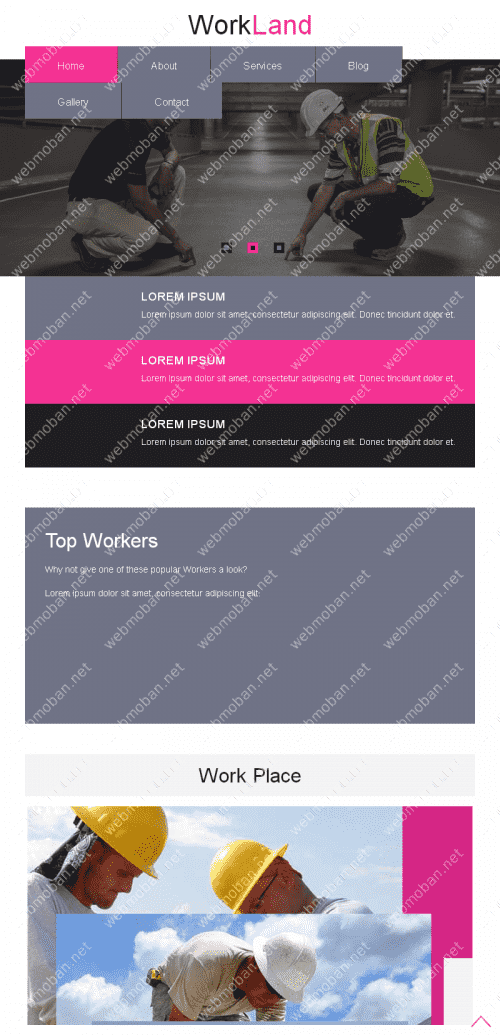 WorkLand
Home About Services Blog
Gallery Contact
LOREM IPSUM
Lorem ipsum dolor sit amet, consectetur adipiscing elit. Donec tincidunt dolor et.
LOREM IPSUM
Lorem ipsum dolor sit amet, consectetur adipiscing elit. Donec tincidunt dolor et.
LOREM IPSUM
Lorem ipsum dolor sit amet, consectetur adipiscing elit. Donec tincidunt dolor et.
Top Workers
Why not give one of these popular Workers a look?
Lorem ipsum dolor sit amet, consectetur adipiscing elit.
Work Place
webmoban.net